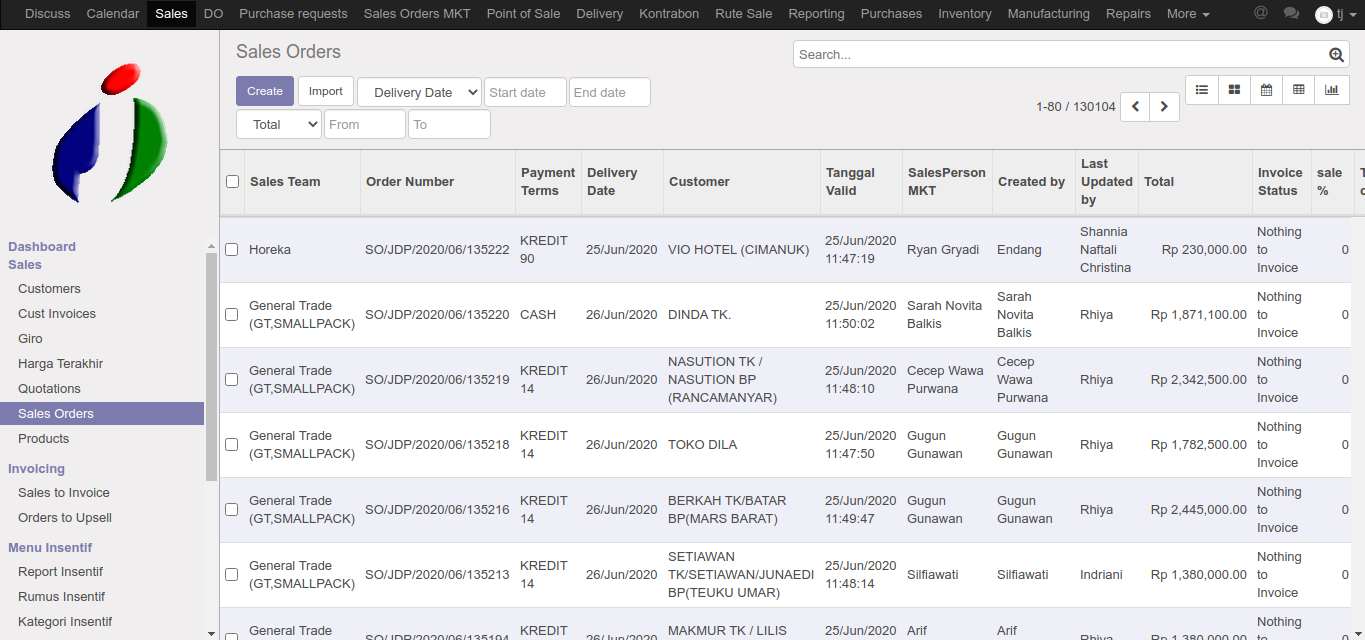 Discuss Calendar Sales DO Purchase requests Sales Orders MKT Point of Sale Delivery Kontrabon Rute Sale Reporting Purchases Inventory Manufacturing Repairs More @ tj
Sales Orders
Search...
Create Import Delivery Date Start date End date
1-80 / 130104
Total From To
Sales Team Order Number Payment Terms Delivery Date Customer Tanggal Valid SalesPerson MKT Created by Last Updated by Total Invoice Status sale %
Horeka SO/JDP/2020/06/135222 KREDIT 90 25/Jun/2020 VIO HOTEL (CIMANUK) 25/Jun/2020 11:47:19 Ryan Gryadi Endang Shannia Naftali Christina Rp 230,000.00 Nothing to Invoice 0
General Trade (GT,SMALLPACK) SO/JDP/2020/06/135220 CASH 26/Jun/2020 DINDA TK. 25/Jun/2020 11:50:02 Sarah Novita Balkis Sarah Novita Balkis Rhiya Rp 1,871,100.00 Nothing to Invoice 0
General Trade (GT,SMALLPACK) SO/JDP/2020/06/135219 KREDIT 14 26/Jun/2020 NASUTION TK / NASUTION BP (RANCAMANYAR) 25/Jun/2020 11:48:10 Cecep Wawa Purwana Cecep Wawa Purwana Rhiya Rp 2,342,500.00 Nothing to Invoice 0
General Trade (GT,SMALLPACK) SO/JDP/2020/06/135218 KREDIT 14 26/Jun/2020 TOKO DILA 25/Jun/2020 11:47:50 Gugun Gunawan Gugun Gunawan Rhiya Rp 1,782,500.00 Nothing to Invoice 0
General Trade (GT,SMALLPACK) SO/JDP/2020/06/135216 KREDIT 14 26/Jun/2020 BERKAH TK/BATAR BP(MARS BARAT) 25/Jun/2020 11:49:47 Gugun Gunawan Gugun Gunawan Rhiya Rp 2,445,000.00 Nothing to Invoice 0
General Trade (GT,SMALLPACK) SO/JDP/2020/06/135213 KREDIT 14 26/Jun/2020 SETIAWAN TK/SETIAWAN/JUNAEDI BP(TEUKU UMAR) 25/Jun/2020 11:48:14 Silfiawati Silfiawati Indriani Rp 1,380,000.00 Nothing to Invoice 0
General Trade SO/JDP/2020/06/135194 KREDIT 26/Jun/2020 MAKMUR TK / LILIS 25/Jun/2020 Arif Arif Rhiya Rp 1,380,000.00 Nothing to 0
Dashboard
Sales
Customers
Cust Invoices
Giro
Harga Terakhir
Quotations
Sales Orders
Products
Invoicing
Sales to Invoice
Orders to Upsell
Menu Insentif
Report Insentif
Rumus Insentif
Kategori Insentif